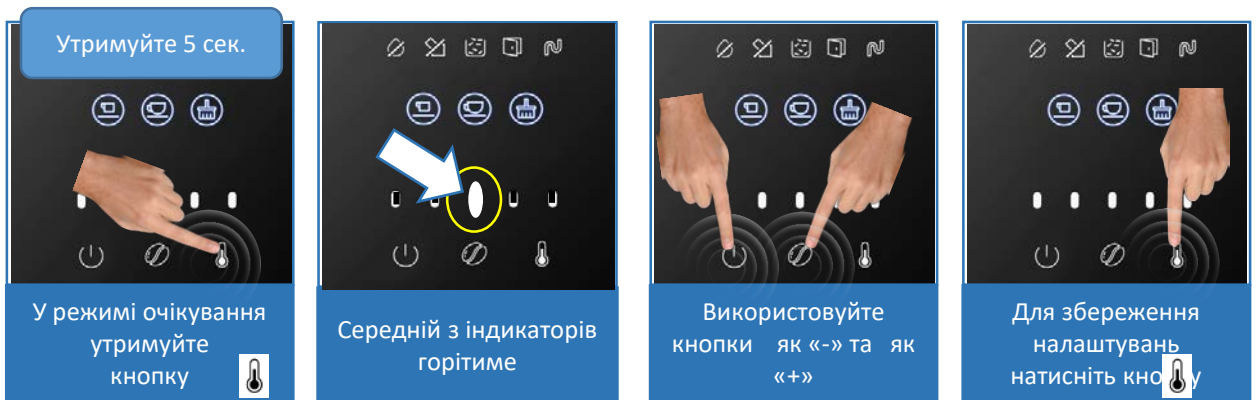 Утримуйте 5 сек.
У режимі очікування
утримуйте
кнопку
Середній з індикаторів
горітиме
Використовуйте
кнопки як «-» та як
«+»
Для збереження
налаштувань
натисніть кно у